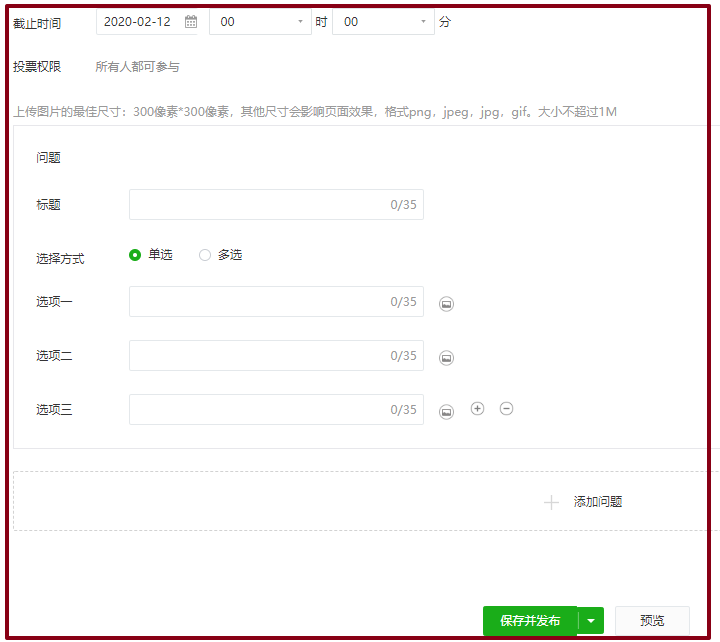 截止时间 2020-02-12 00 时 00 分
投票权限 所有人都可参与
上传图片的最佳尺寸：300像素*300像素，其他尺寸会影响页面效果，格式png，jpeg，jpg，gif。大小不超过1M
问题
标题 0/35
选择方式 单选 多选
选项一 0/35
选项二 0/35
选项三 0/35
添加问题
保存并发布 预览